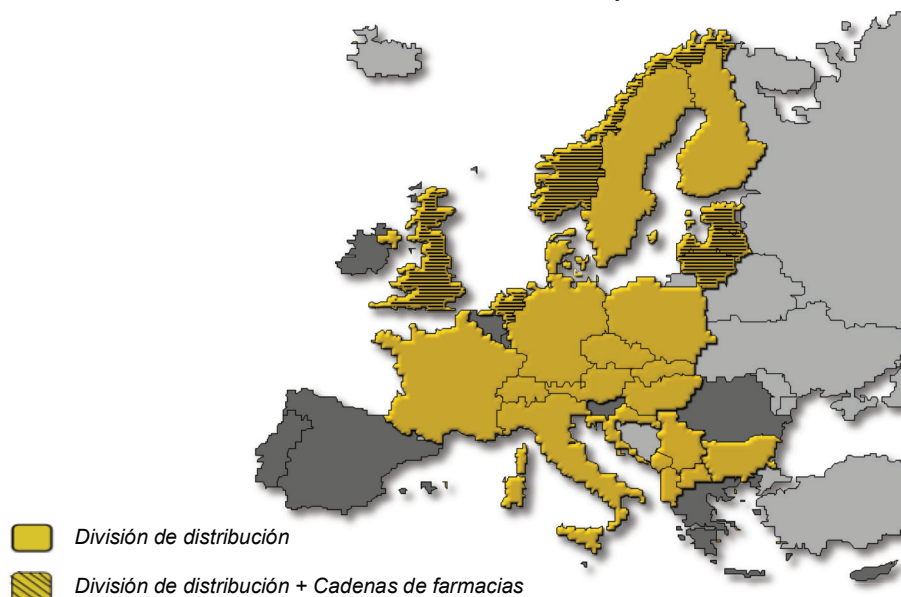 División de distribución
División de distribución + Cadenas de farmacias